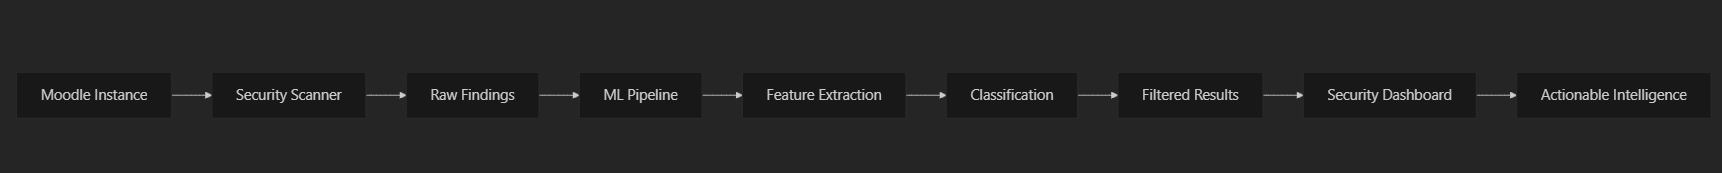 Moodle Instance
Security Scanner
Raw Findings
ML Pipeline
Feature Extraction
Classification
Filtered Results
Security Dashboard
Actionable Intelligence